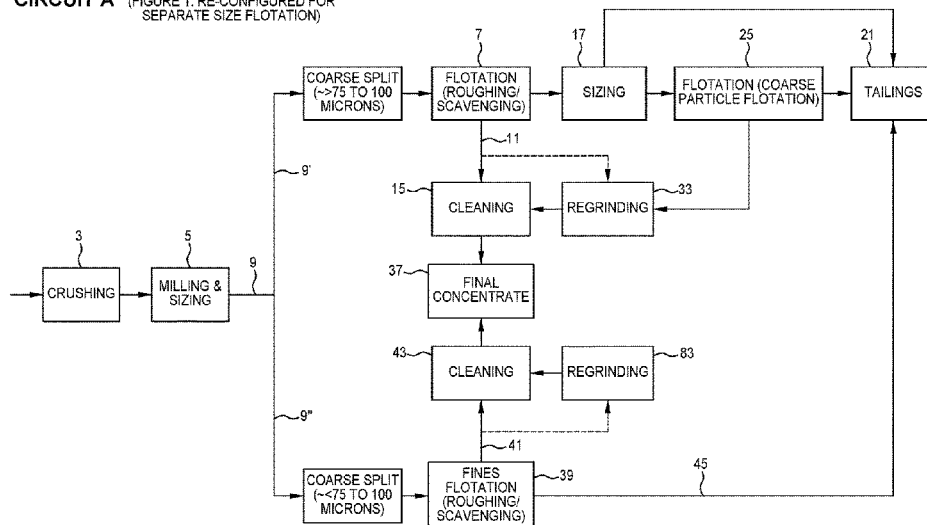 CIRCUIT A (FIGURE 1: RE-CONFIGURED FOR
SEPARATE SIZE FLOTATION)
7
17
25
21
COARSE SPLIT
(~>75 TO 100
MICRONS)
FLOTATION
(ROUGHING/
SCAVENGING)
SIZING
FLOTATION (COARSE
PARTICLE FLOTATION)
TAILINGS
11
9'
15
CLEANING
REGRINDING
33
3
5
9
CRUSHING
MILLING &
SIZING
37
FINAL
CONCENTRATE
43
CLEANING
REGRINDING
83
9"
41
COARSE SPLIT
(~<75 TO 100
MICRONS)
FINES
FLOTATION
(ROUGHING/
SCAVENGING)
39
45